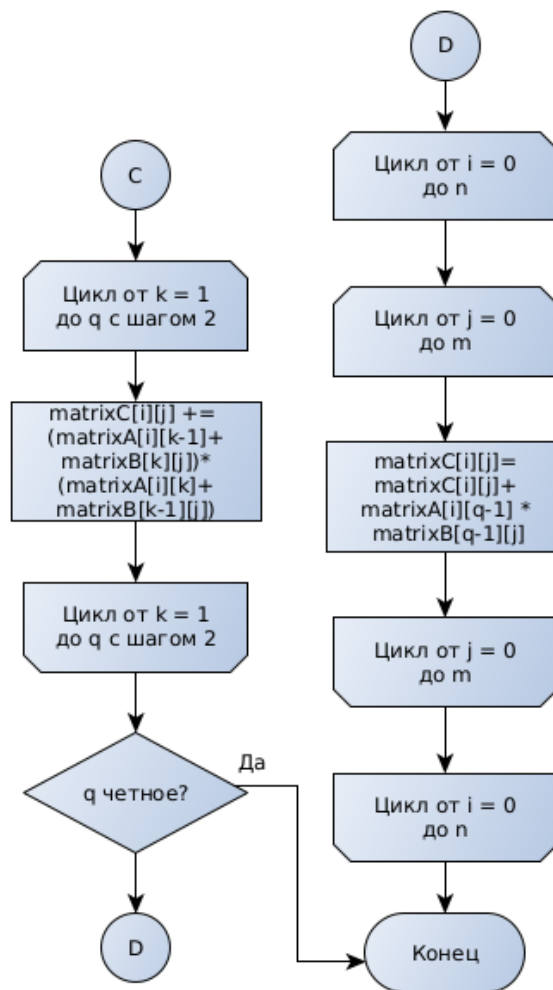 C
Цикл от k = 1
до q с шагом 2
matrixC[i][j] +=
(matrixA[i][k-1]+
matrixB[k][j])*
(matrixA[i][k]+
matrixB[k-1][j])
Цикл от k = 1
до q с шагом 2
q четное?
Да
D
D
Цикл от i = 0
до n
Цикл от j = 0
до m
matrixC[i][j]=
matrixC[i][j]+
matrixA[i][q-1] *
matrixB[q-1][j]
Цикл от j = 0
до m
Цикл от i = 0
до n
Конец